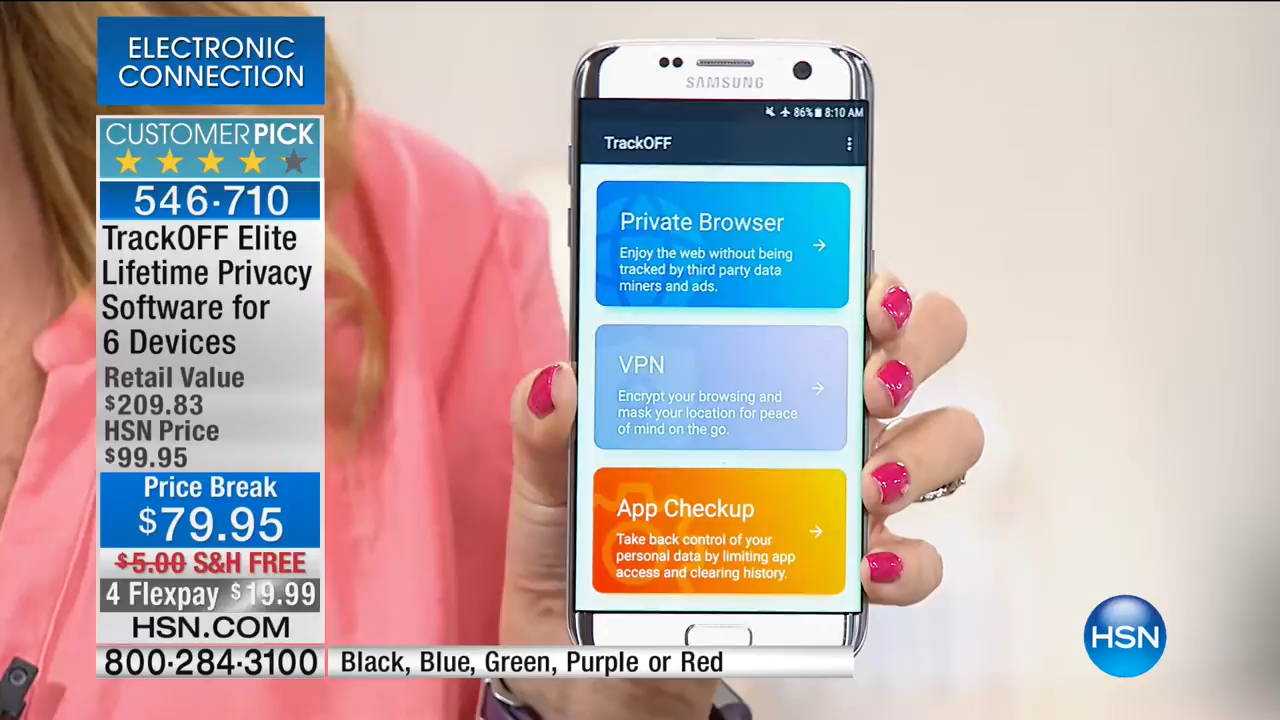 ELECTRONIC
CONNECTION
CUSTOMER PICK
546·710
TrackOFF Elite
Lifetime Privacy
Software for
6 Devices
Retail Value
$209.83
HSN Price
$99.95
Price Break
$79.95
$5.00 S&H FREE
4 Flexpay $19.99
HSN.COM
800·284·3100
Black, Blue, Green, Purple or Red
SAMSUNG
86% 8:10 AM
TrackOFF
Private Browser
Enjoy the web without being
tracked by third party data
miners and ads.
VPN
Encrypt your browsing and
mask your location for peace
of mind on the go.
App Checkup
Take back control of your
personal data by limiting app
access and clearing history.
HSN